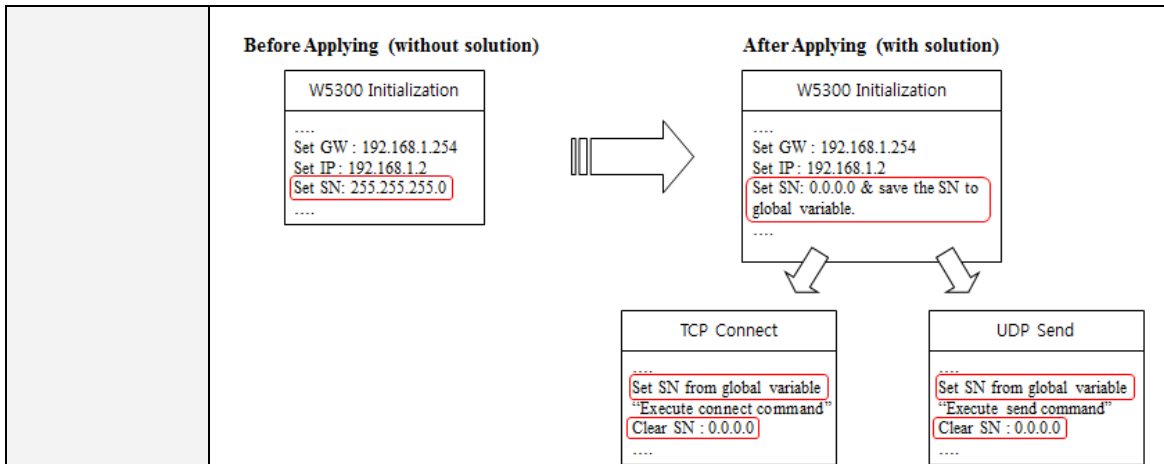 Before Applying (without solution)
After Applying (with solution)
W5300 Initialization
....
Set GW : 192.168.1.254
Set IP : 192.168.1.2
Set SN: 255.255.255.0
....
W5300 Initialization
....
Set GW : 192.168.1.254
Set IP : 192.168.1.2
Set SN: 0.0.0.0 & save the SN to
global variable.
....
TCP Connect
....
Set SN from global variable
“Execute connect command”
Clear SN : 0.0.0.0
....
UDP Send
....
Set SN from global variable
“Execute send command”
Clear SN : 0.0.0.0
....